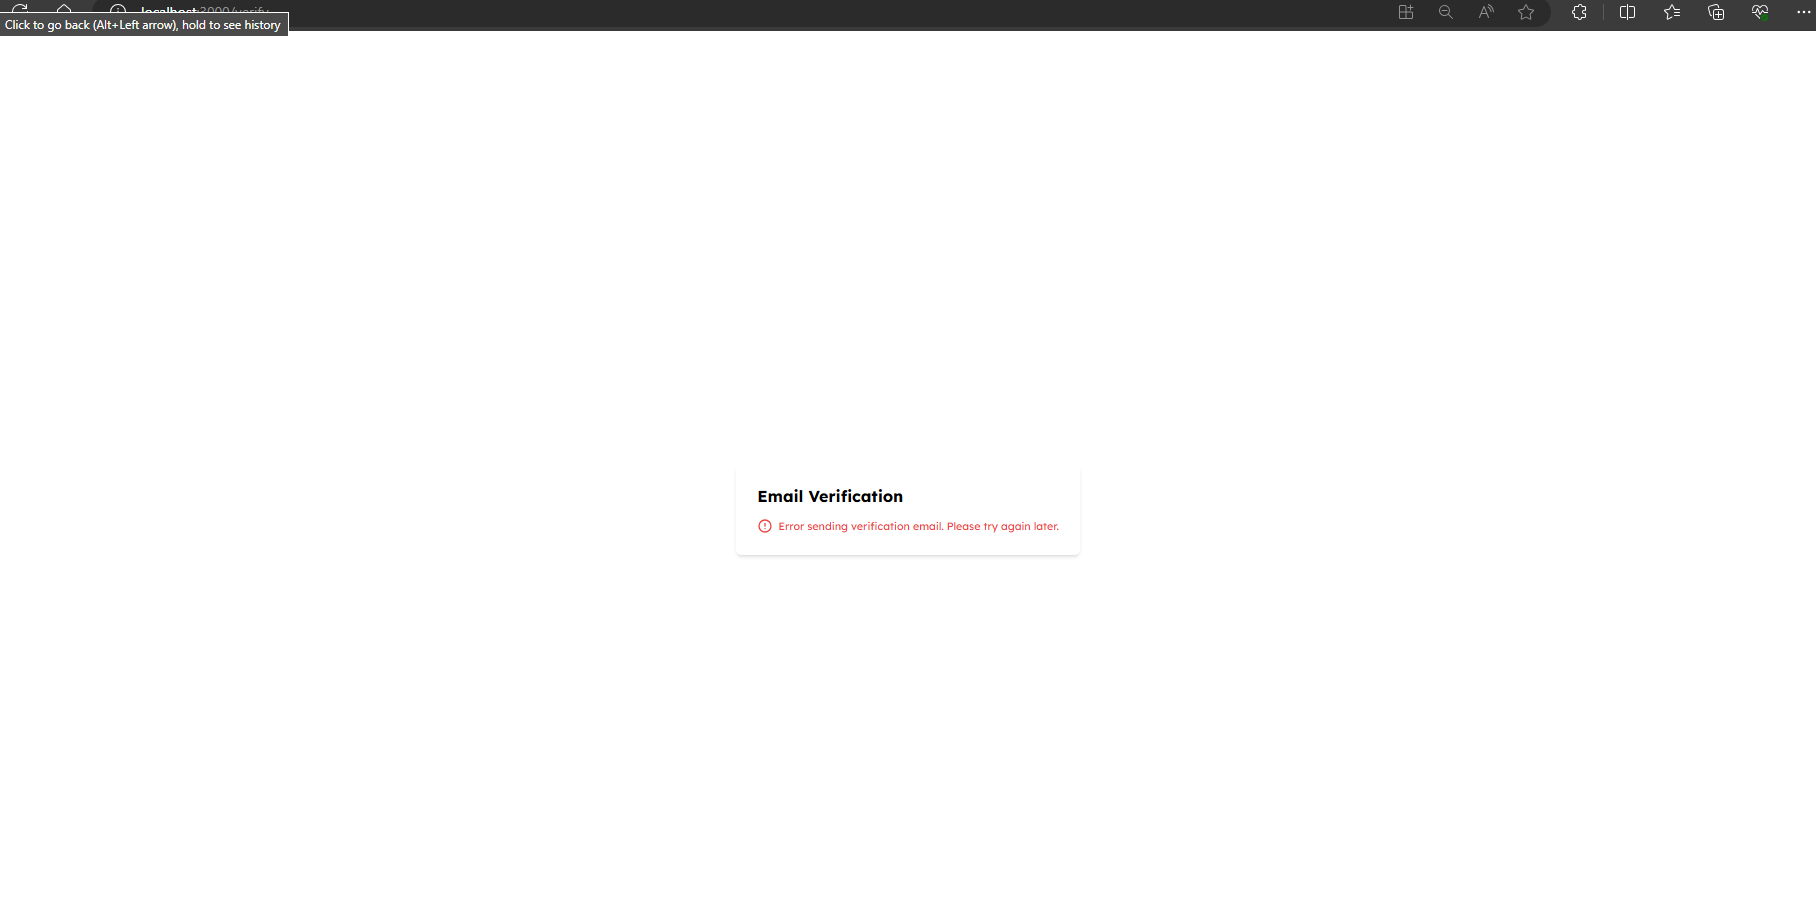 localhost:3000/verify
Click to go back (Alt+Left arrow), hold to see history
Email Verification
Error sending verification email. Please try again later.